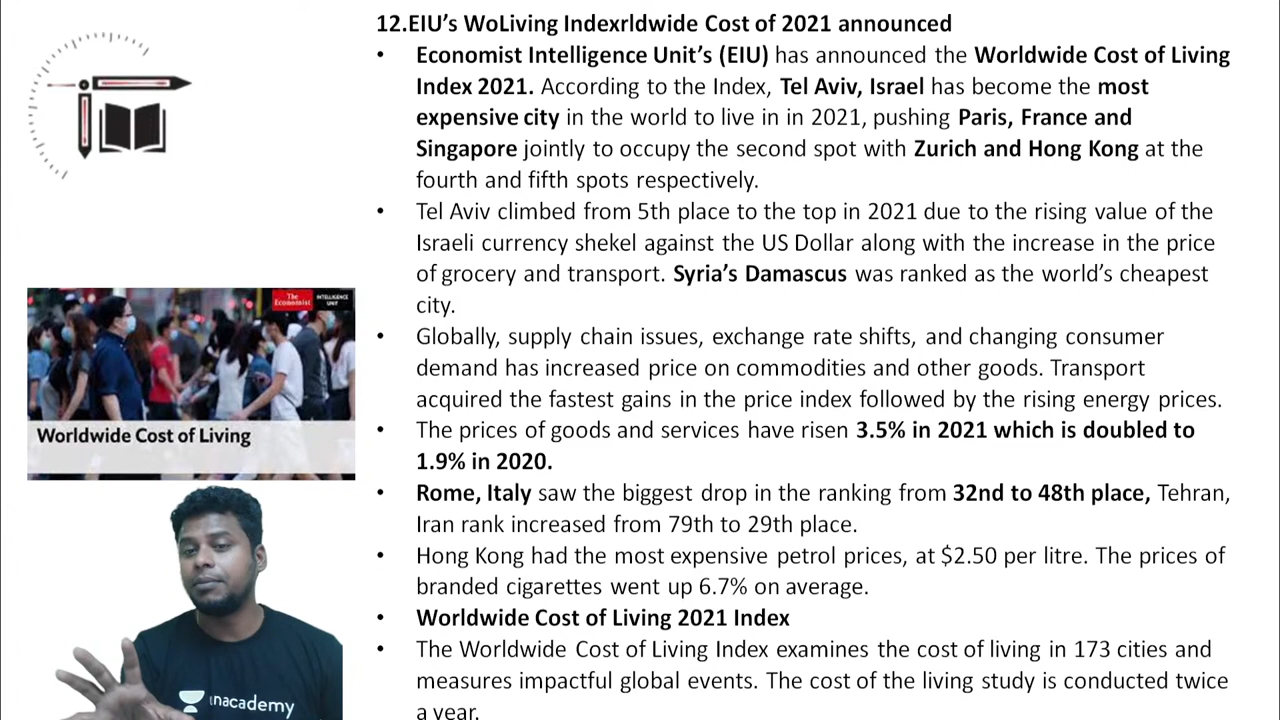 12.EIU's WoLiving Indexrldwide Cost of 2021 announced
• Economist Intelligence Unit's (EIU) has announced the Worldwide Cost of Living
Index 2021. According to the Index, Tel Aviv, Israel has become the most
expensive city in the world to live in in 2021, pushing Paris, France and
Singapore jointly to occupy the second spot with Zurich and Hong Kong at the
fourth and fifth spots respectively.
• Tel Aviv climbed from 5th place to the top in 2021 due to the rising value of the
Israeli currency shekel against the US Dollar along with the increase in the price
of grocery and transport. Syria's Damascus was ranked as the world's cheapest
city.
• Globally, supply chain issues, exchange rate shifts, and changing consumer
demand has increased price on commodities and other goods. Transport
acquired the fastest gains in the price index followed by the rising energy prices.
• The prices of goods and services have risen 3.5% in 2021 which is doubled to
1.9% in 2020.
• Rome, Italy saw the biggest drop in the ranking from 32nd to 48th place, Tehran,
Iran rank increased from 79th to 29th place.
• Hong Kong had the most expensive petrol prices, at $2.50 per litre. The prices of
branded cigarettes went up 6.7% on average.
• Worldwide Cost of Living 2021 Index
• The Worldwide Cost of Living Index examines the cost of living in 173 cities and
measures impactful global events. The cost of the living study is conducted twice
a year.
The
Economist
INTELLIGENCE
UNIT
Worldwide Cost of Living
unacademy